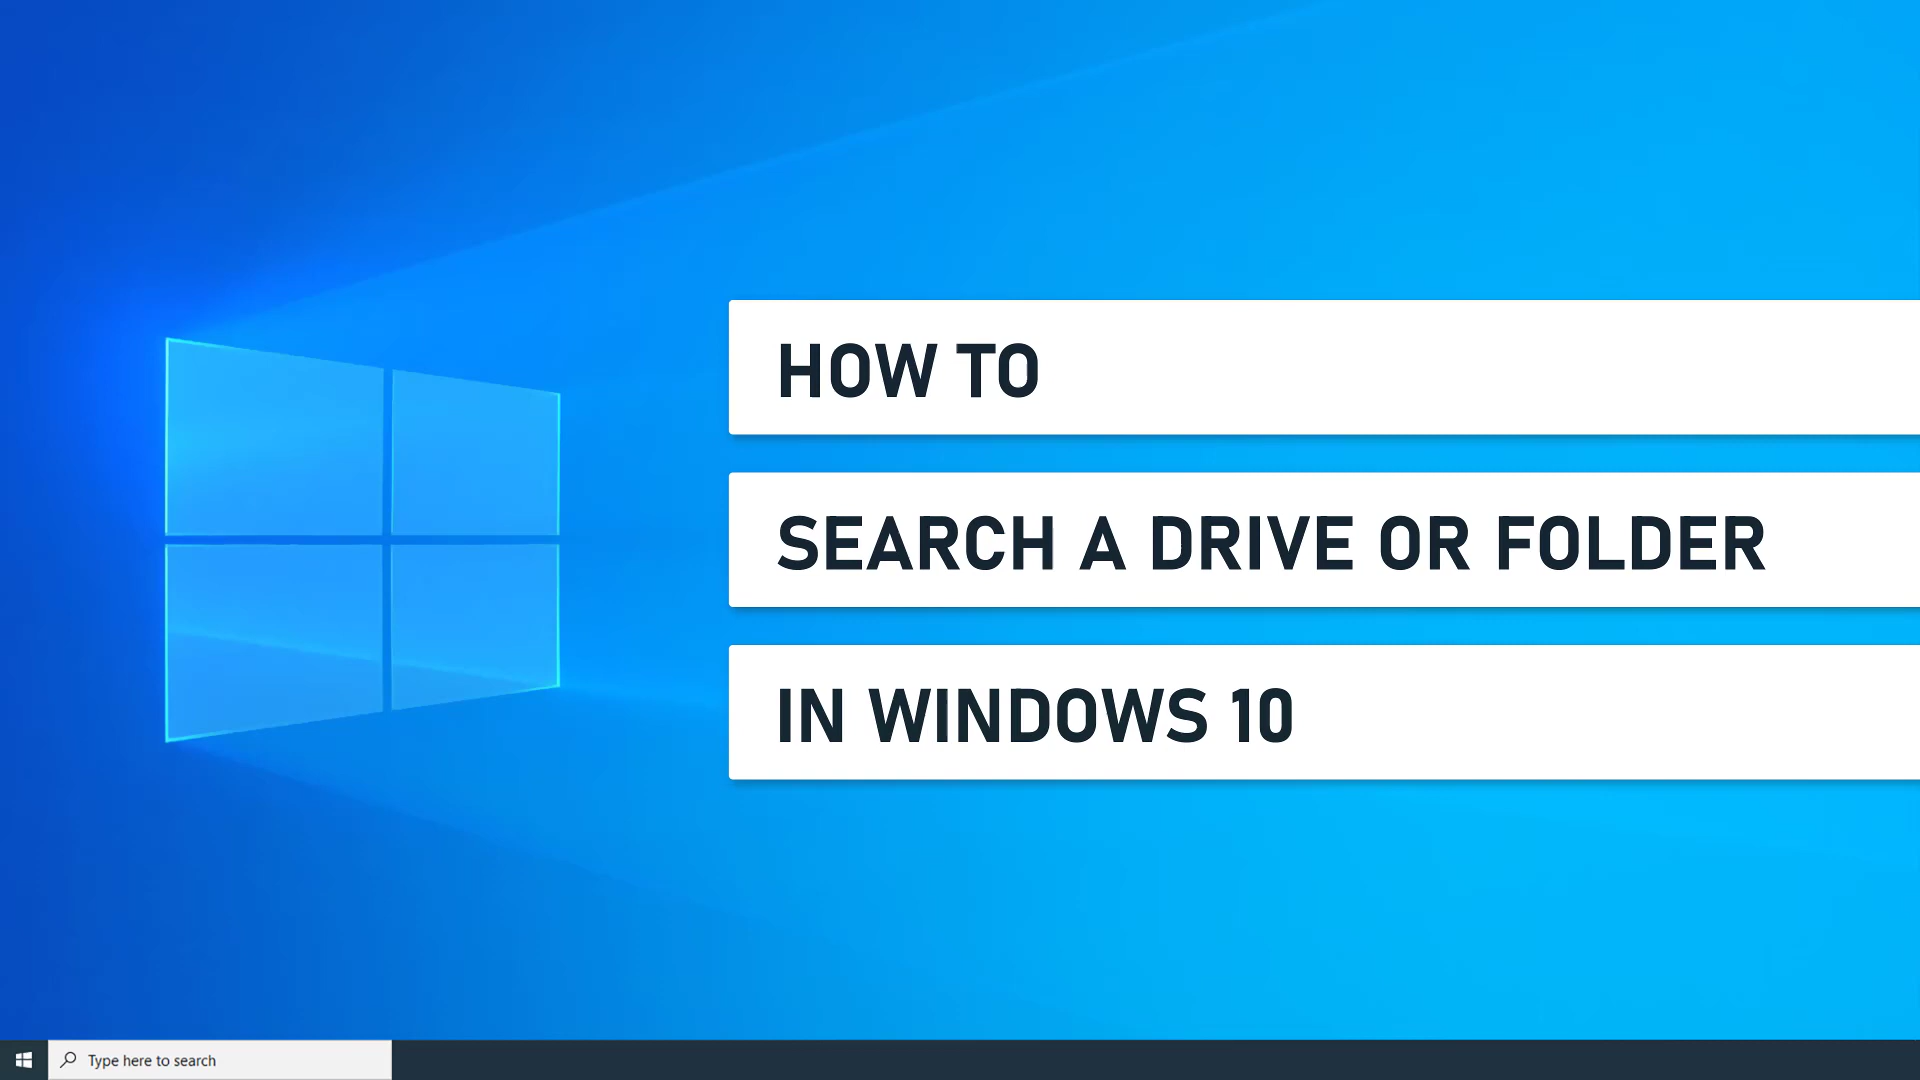 HOW TO
SEARCH A DRIVE OR FOLDER
IN WINDOWS 10
Type here to search